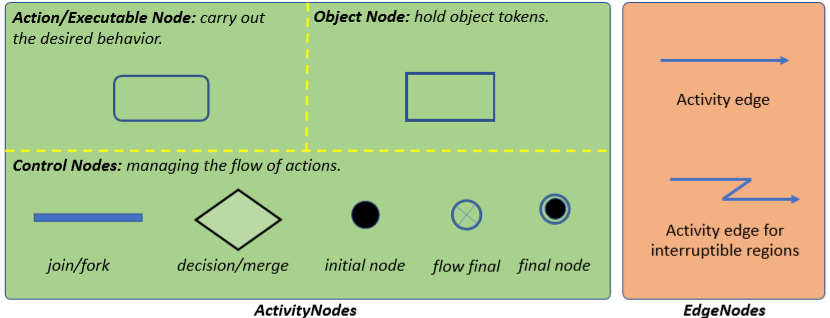 Action/Executable Node: carry out
the desired behavior.
Object Node: hold object tokens.
Control Nodes: managing the flow of actions.
join/fork
decision/merge
initial node
flow final
final node
ActivityNodes
Activity edge
Activity edge for
interruptible regions
EdgeNodes